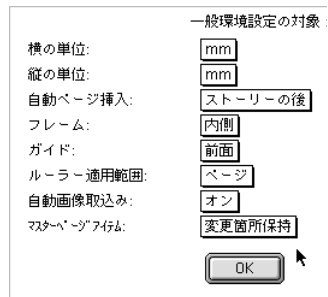 一般環境設定の対象:
横の単位: mm
縦の単位: mm
自動ページ挿入: ストーリーの後
フレーム: 内側
ガイド: 前面
ルーラー適用範囲: ページ
自動画像取込み: オン
ﾏｽﾀｰﾍﾟｰｼﾞｱｲﾃﾑ: 変更箇所保持
OK